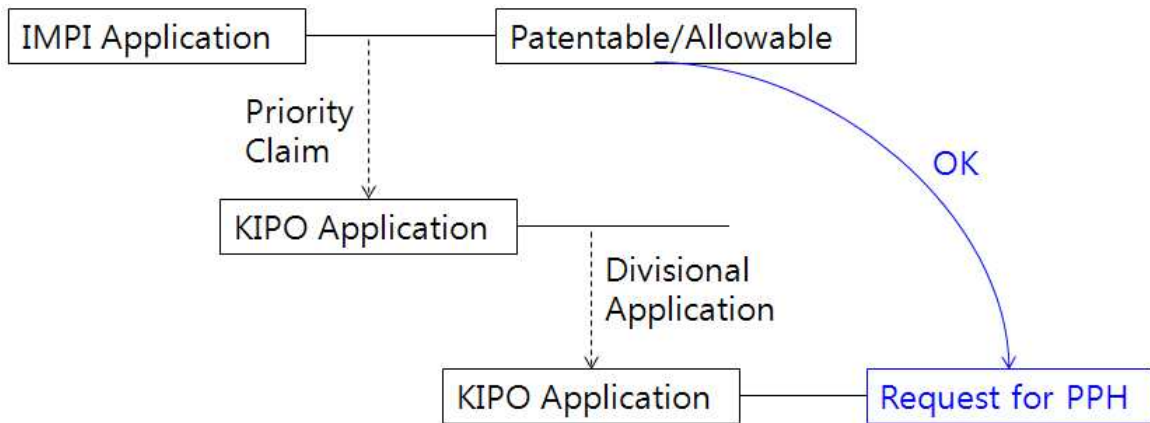 IMPI Application
Patentable/Allowable
Priority
Claim
OK
KIPO Application
Divisional
Application
KIPO Application
Request for PPH